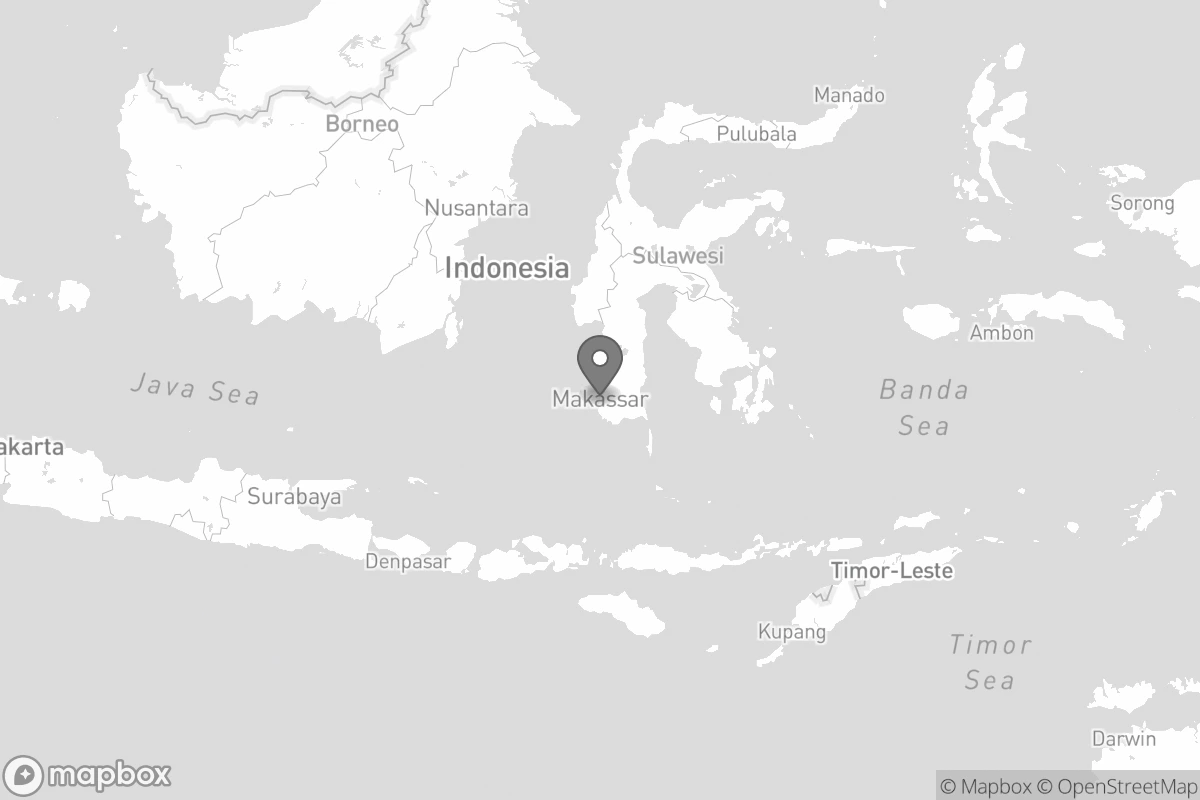 Manado
Borneo
Pulubala
Sorong
Nusantara
Sulawesi
Indonesia
Ambon
Java Sea
Banda
Sea
Makassar
akarta
Surabaya
Denpasar
Timor-Leste
Kupang
Timor
Sea
Darwin
mapbox
© Mapbox © OpenStreetMap